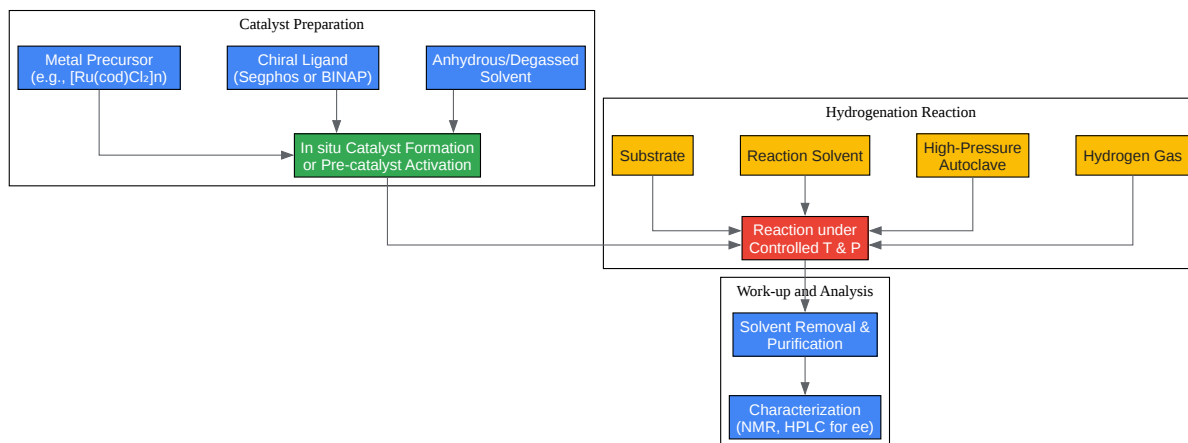 Catalyst Preparation
Metal Precursor
(e.g., [Ru(cod)Cl₂]n)
Chiral Ligand
(Segphos or BINAP)
Anhydrous/Degassed
Solvent
In situ Catalyst Formation
or Pre-catalyst Activation
Hydrogenation Reaction
Substrate
Reaction Solvent
High-Pressure
Autoclave
Hydrogen Gas
Reaction under
Controlled T & P
Work-up and Analysis
Solvent Removal &
Purification
Characterization
(NMR, HPLC for ee)